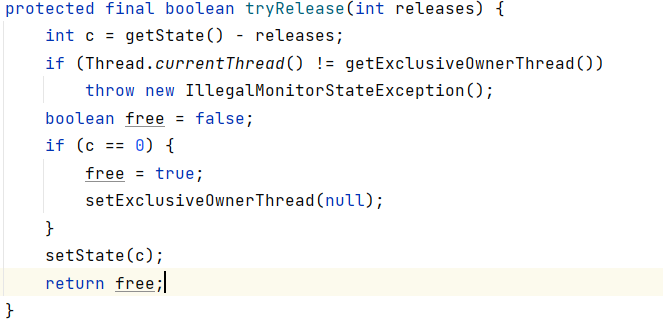 protected final boolean tryRelease(int releases) {
    int c = getState() - releases;
    if (Thread.currentThread() != getExclusiveOwnerThread())
        throw new IllegalMonitorStateException();
    boolean free = false;
    if (c == 0) {
        free = true;
        setExclusiveOwnerThread(null);
    }
    setState(c);
    return free;
}